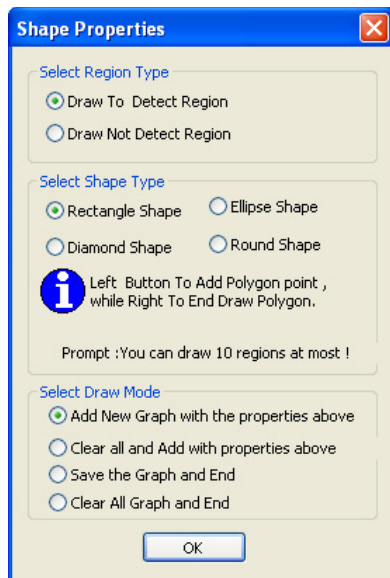 Shape Properties
Select Region Type
Draw To Detect Region
Draw Not Detect Region
Select Shape Type
Rectangle Shape
Ellipse Shape
Diamond Shape
Round Shape
Left Button To Add Polygon point ,
while Right To End Draw Polygon.
Prompt :You can draw 10 regions at most !
Select Draw Mode
Add New Graph with the properties above
Clear all and Add with properties above
Save the Graph and End
Clear All Graph and End
OK